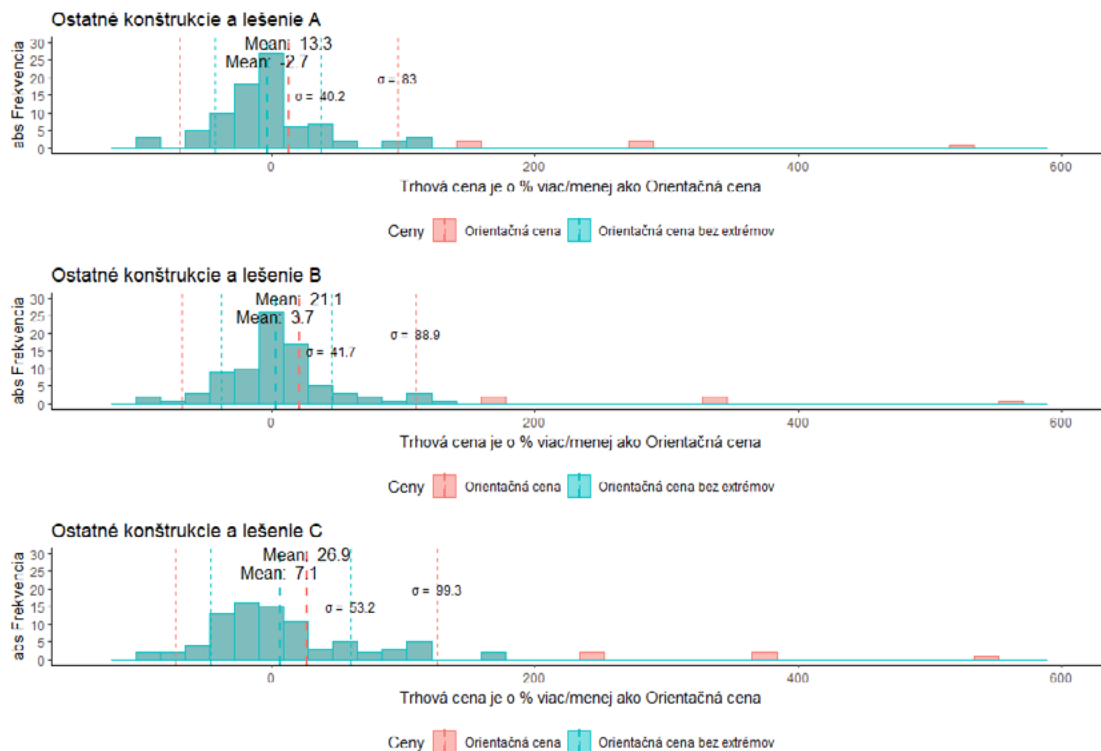 Ostatné konštrukcie a lešenie A
abs Frekvencia
30
25
20
15
10
5
0
Mean: 13.3
Mean: -2.7
σ = 83
σ = 40.2
0 200 400 600
Trhová cena je o % viac/menej ako Orientačná cena
Ceny Orientačná cena Orientačná cena bez extrémov
Ostatné konštrukcie a lešenie B
abs Frekvencia
30
25
20
15
10
5
0
Mean: 21.1
Mean: 3.7
σ = 88.9
σ = 41.7
0 200 400 600
Trhová cena je o % viac/menej ako Orientačná cena
Ceny Orientačná cena Orientačná cena bez extrémov
Ostatné konštrukcie a lešenie C
abs Frekvencia
30
25
20
15
10
5
0
Mean: 26.9
Mean: 7.1
σ = 99.3
σ = 53.2
0 200 400 600
Trhová cena je o % viac/menej ako Orientačná cena
Ceny Orientačná cena Orientačná cena bez extrémov